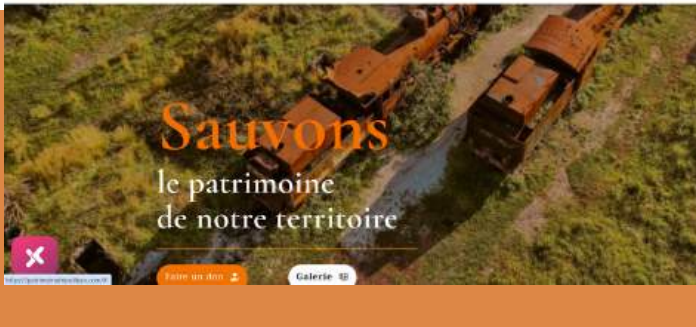 Sauvons
le patrimoine
de notre territoire
Faire un don
Galerie